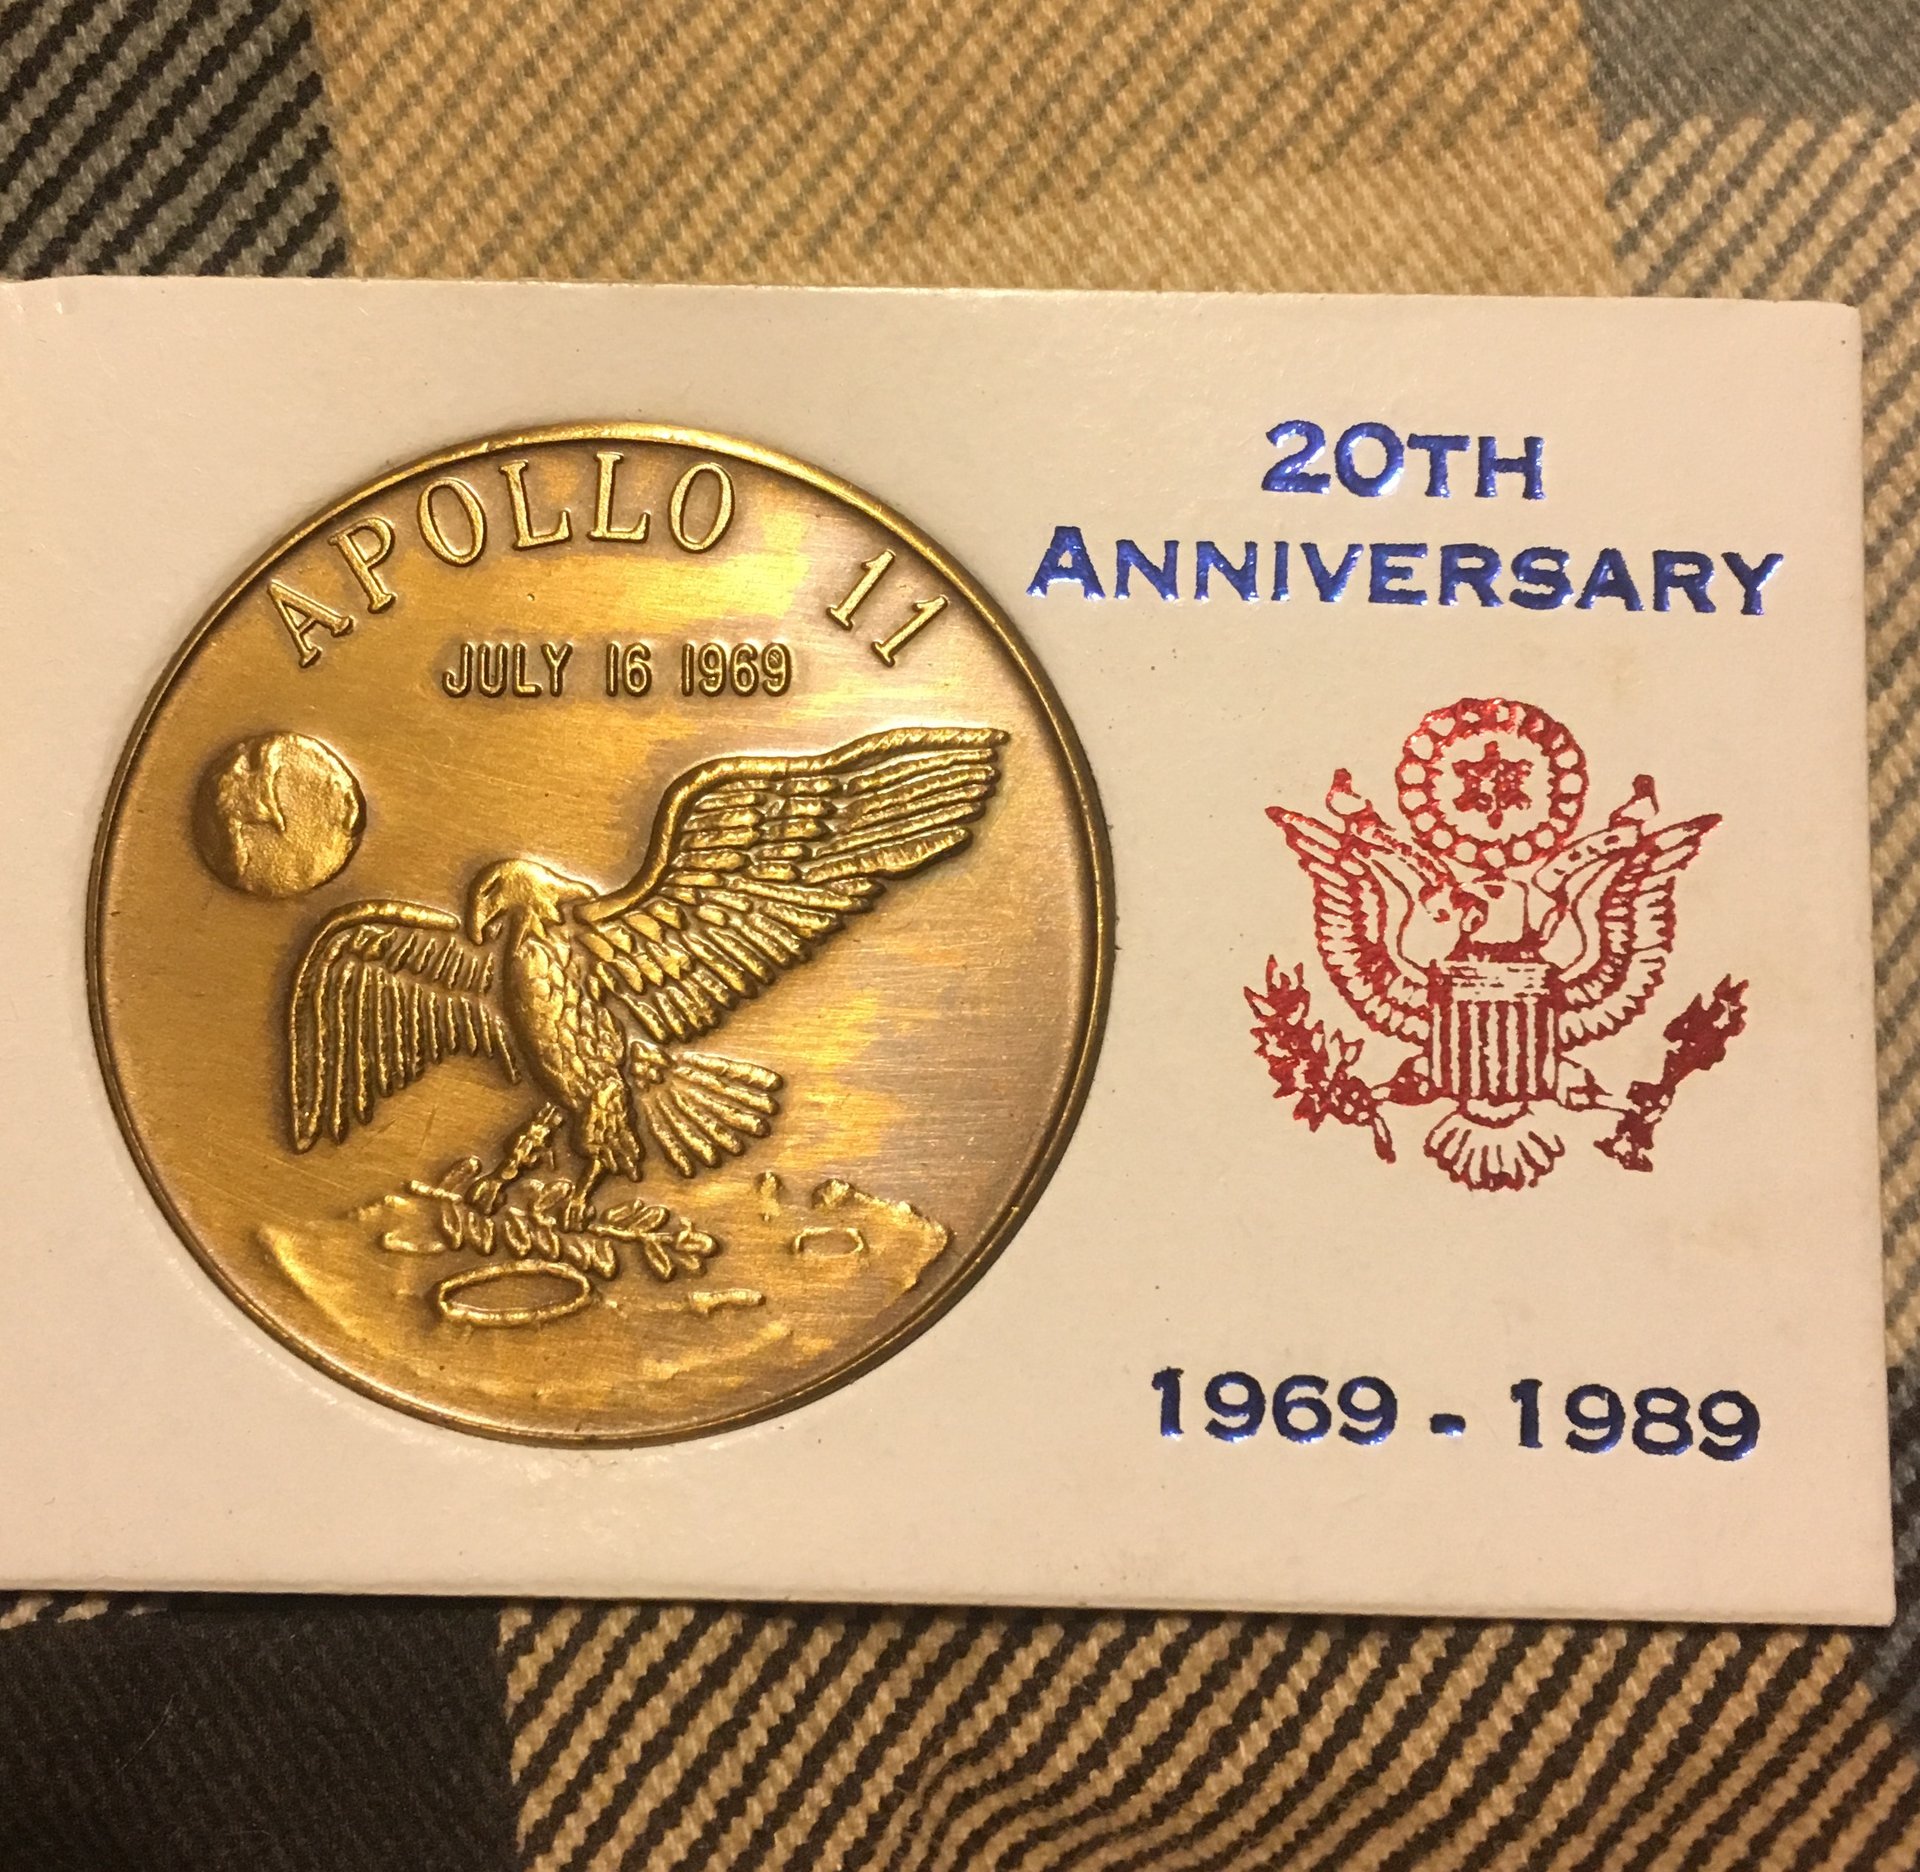 APOLLO 11
JULY 16 1969
20TH
ANNIVERSARY
1969 - 1989